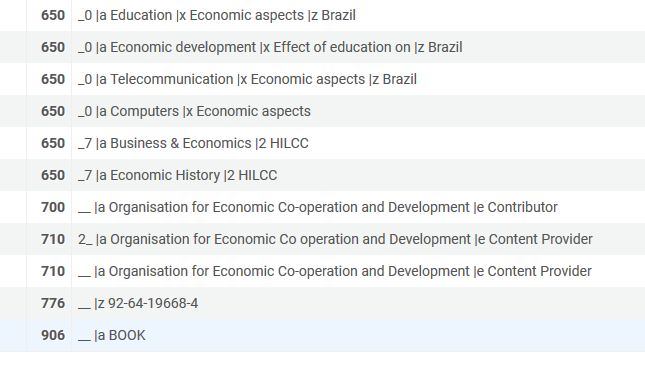 650 _0 |a Education |x Economic aspects |z Brazil
650 _0 |a Economic development |x Effect of education on |z Brazil
650 _0 |a Telecommunication |x Economic aspects |z Brazil
650 _0 |a Computers |x Economic aspects
650 _7 |a Business & Economics |2 HILCC
650 _7 |a Economic History |2 HILCC
700 __ |a Organisation for Economic Co-operation and Development |e Contributor
710 2_ |a Organisation for Economic Co operation and Development |e Content Provider
710 __ |a Organisation for Economic Co-operation and Development |e Content Provider
776 __ |z 92-64-19668-4
906 __ |a BOOK